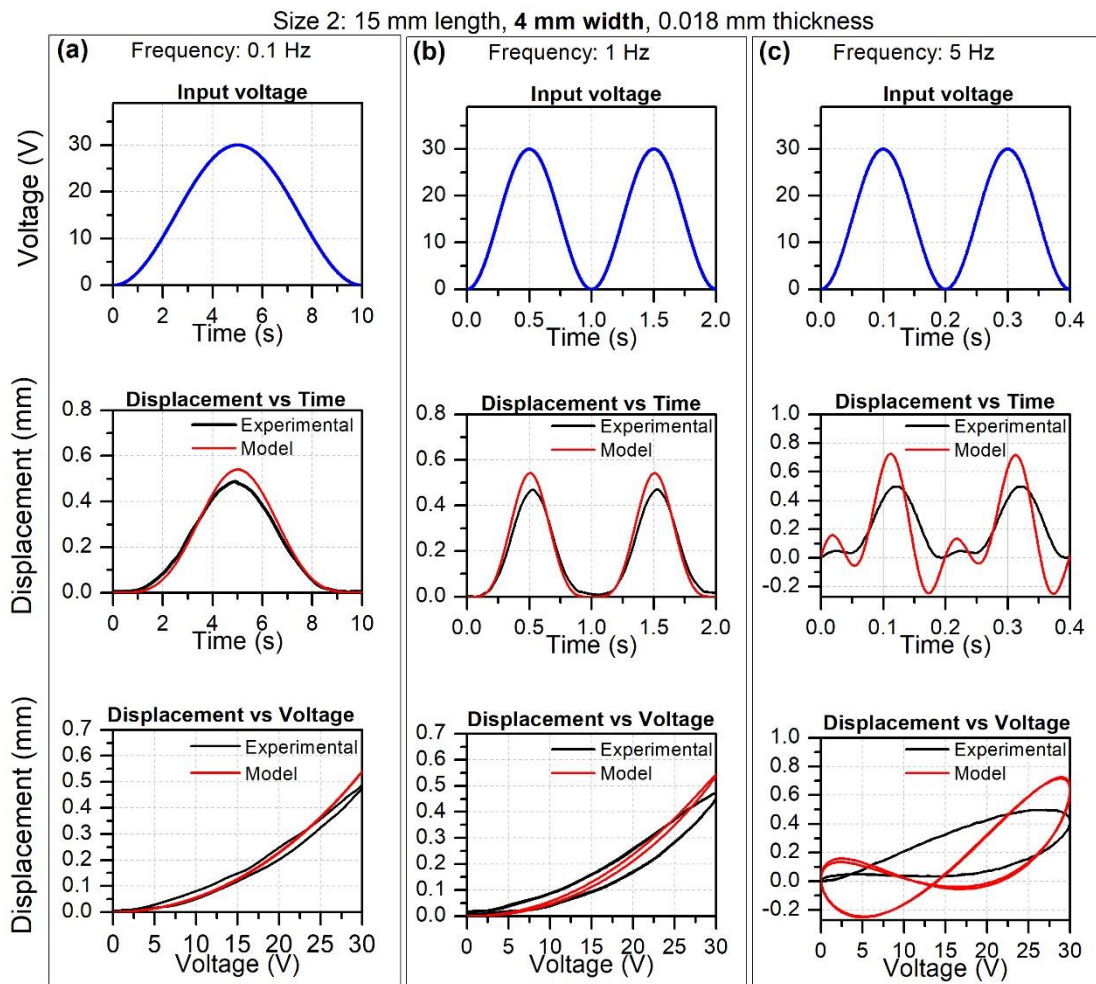 Size 2: 15 mm length, 4 mm width, 0.018 mm thickness
(a) Frequency: 0.1 Hz
Input voltage
Voltage (V)
30
20
10
0
0 2 4 6 8 10
Time (s)
Displacement vs Time
Experimental
Model
Displacement (mm)
0.8
0.6
0.4
0.2
0.0
0 2 4 6 8 10
Time (s)
Displacement vs Voltage
Experimental
Model
Displacement (mm)
0.7
0.6
0.5
0.4
0.3
0.2
0.1
0.0
0 5 10 15 20 25 30
Voltage (V)
(b) Frequency: 1 Hz
Input voltage
30
20
10
0
0.0 0.5 1.0 1.5 2.0
Time (s)
Displacement vs Time
Experimental
Model
0.8
0.6
0.4
0.2
0.0
0.0 0.5 1.0 1.5 2.0
Time (s)
Displacement vs Voltage
Experimental
Model
0.7
0.6
0.5
0.4
0.3
0.2
0.1
0.0
0 5 10 15 20 25 30
Voltage (V)
(c) Frequency: 5 Hz
Input voltage
30
20
10
0
0.0 0.1 0.2 0.3 0.4
Time (s)
Displacement vs Time
Experimental
Model
1.0
0.8
0.6
0.4
0.2
0.0
-0.2
0.0 0.1 0.2 0.3 0.4
Time (s)
Displacement vs Voltage
Experimental
Model
1.0
0.8
0.6
0.4
0.2
0.0
-0.2
0 5 10 15 20 25 30
Voltage (V)